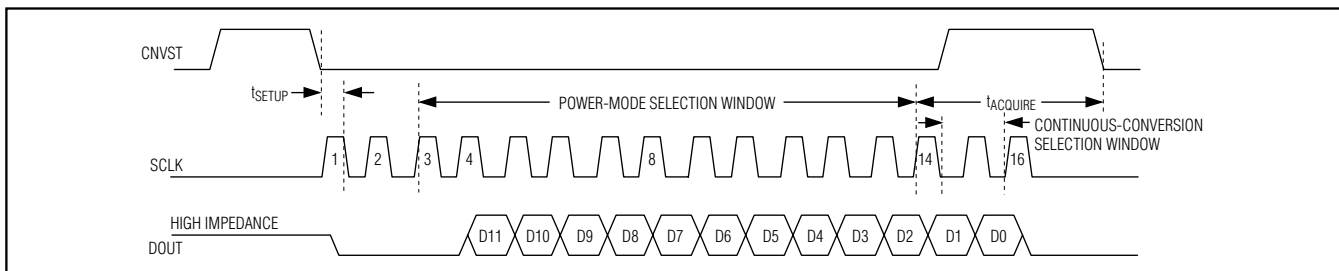 CNVST
tSETUP
POWER-MODE SELECTION WINDOW
tACQUIRE
CONTINUOUS-CONVERSION
SELECTION WINDOW
SCLK
1 2 3 4 8 14 16
HIGH IMPEDANCE
DOUT
D11 D10 D9 D8 D7 D6 D5 D4 D3 D2 D1 D0